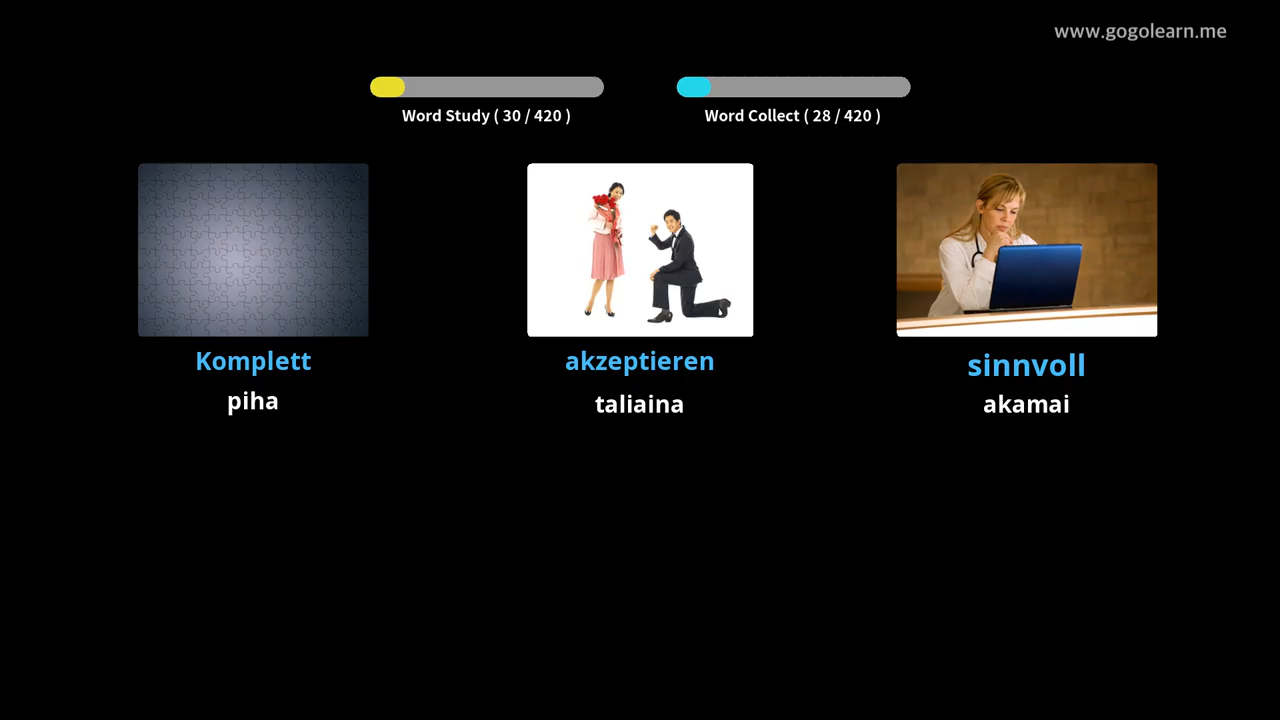 www.gogolearn.me
Word Study ( 30 / 420 )
Word Collect ( 28 / 420 )
Komplett
akzeptieren
sinnvoll
piha
taliaina
akamai